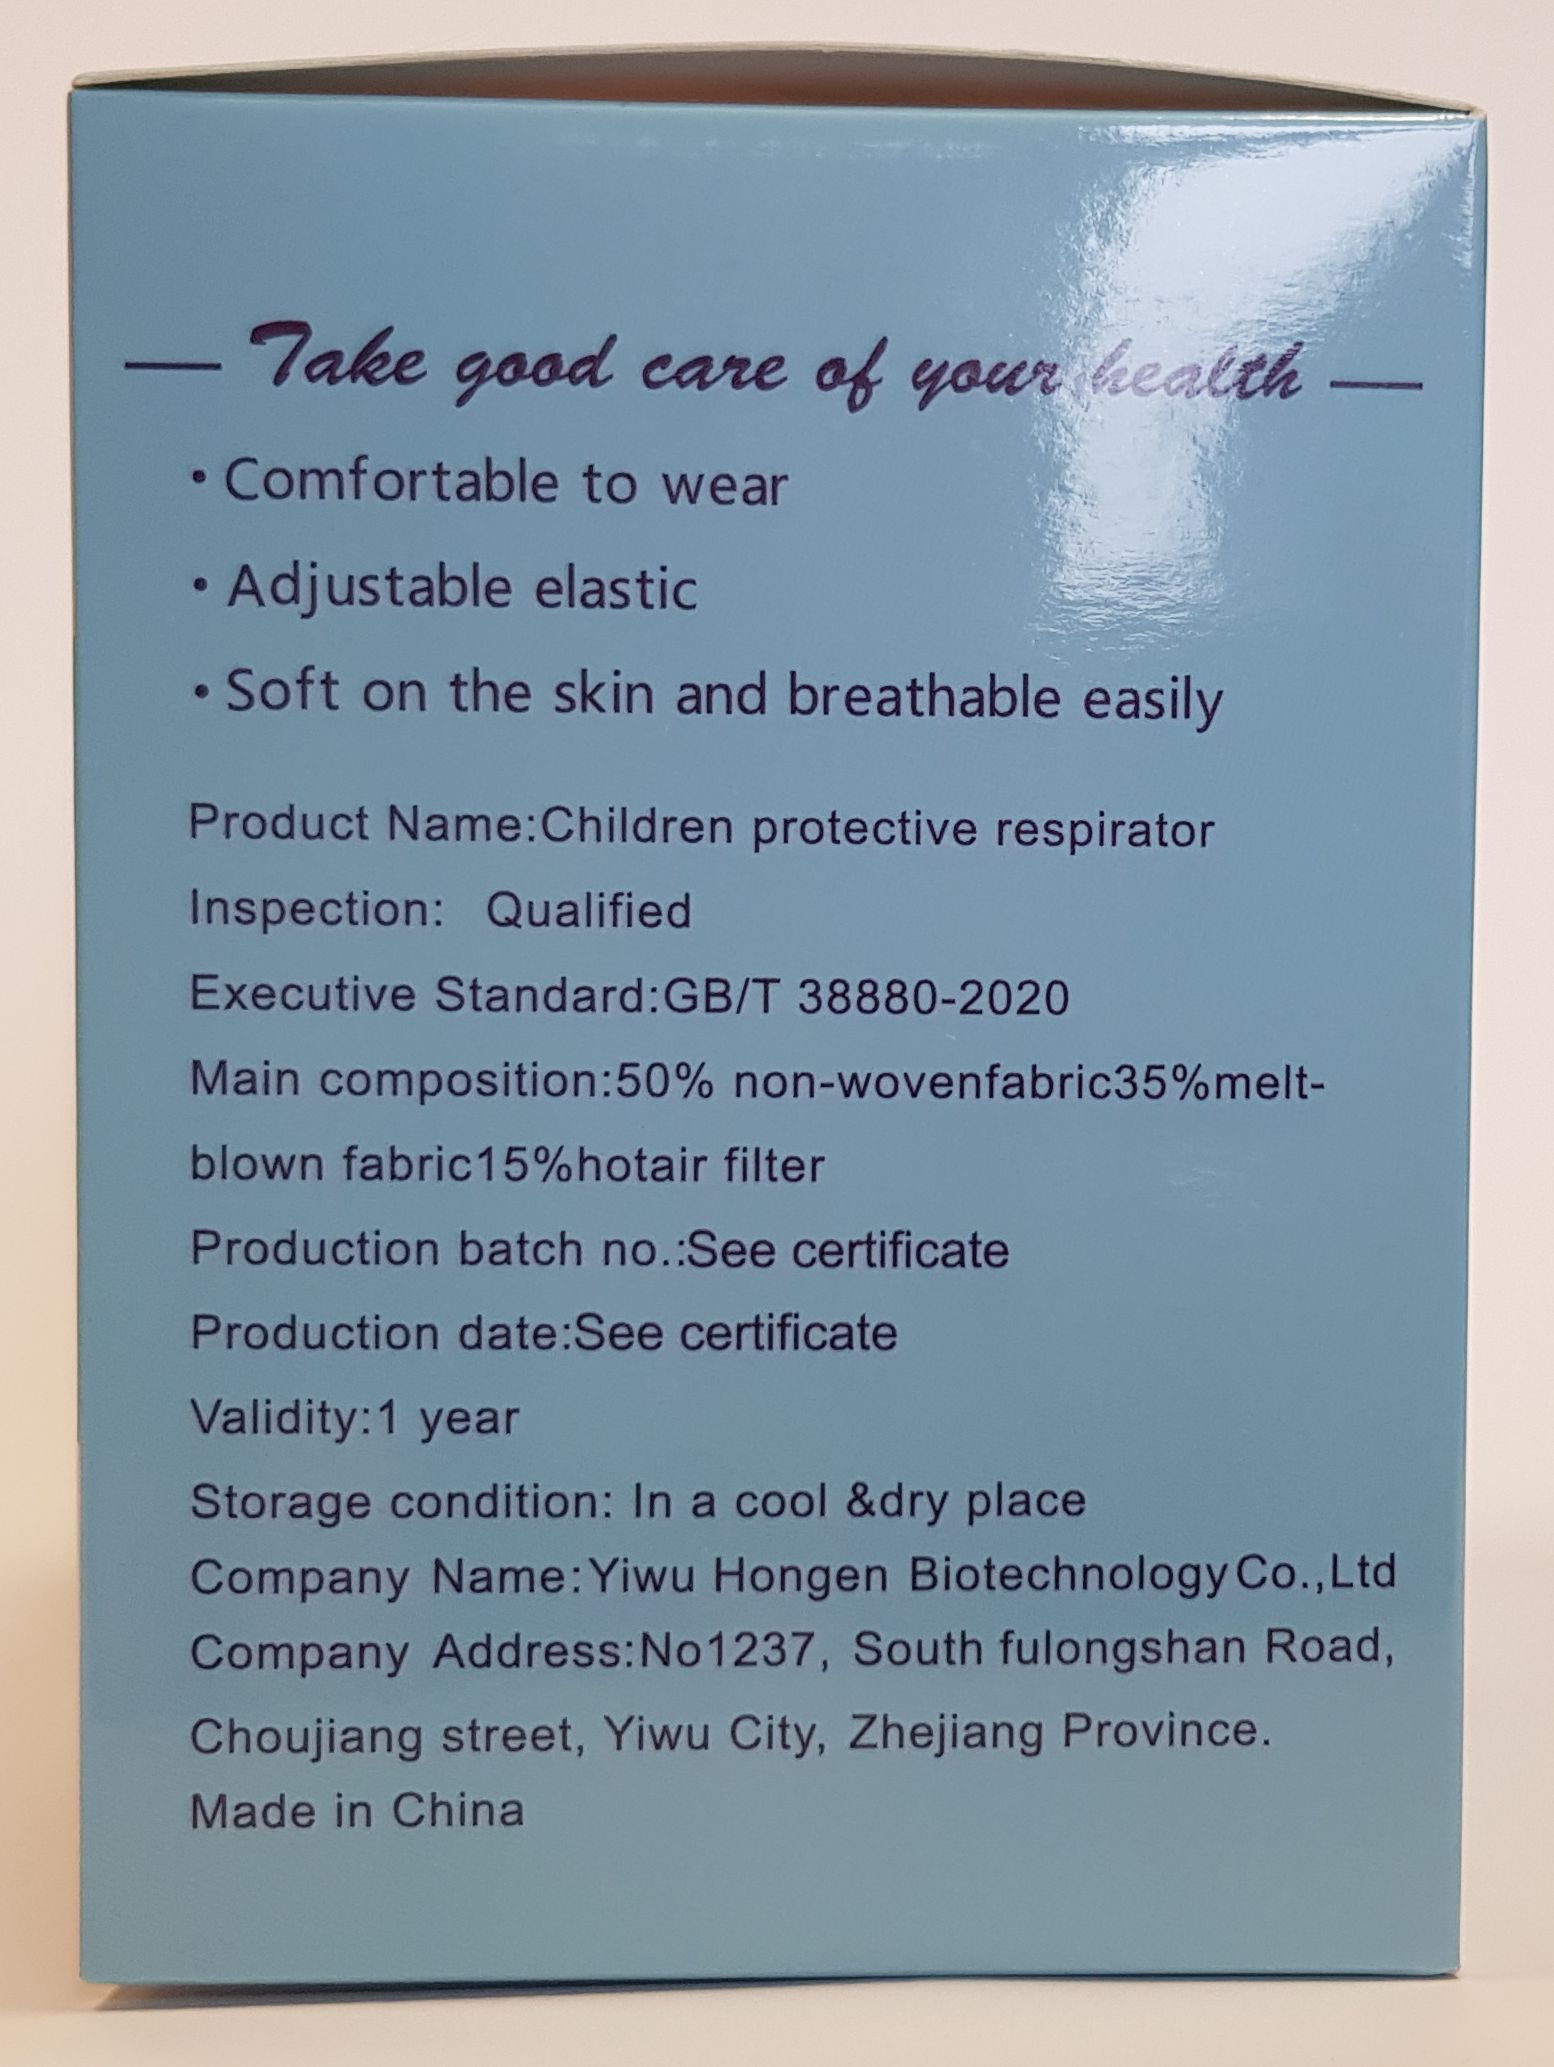 — Take good care of your health —
• Comfortable to wear
• Adjustable elastic
• Soft on the skin and breathable easily
Product Name:Children protective respirator
Inspection: Qualified
Executive Standard:GB/T 38880-2020
Main composition:50% non-wovenfabric35%melt-
blown fabric15%hotair filter
Production batch no.:See certificate
Production date:See certificate
Validity:1 year
Storage condition: In a cool &dry place
Company Name:Yiwu Hongen BiotechnologyCo.,Ltd
Company Address:No1237, South fulongshan Road,
Choujiang street, Yiwu City, Zhejiang Province.
Made in China